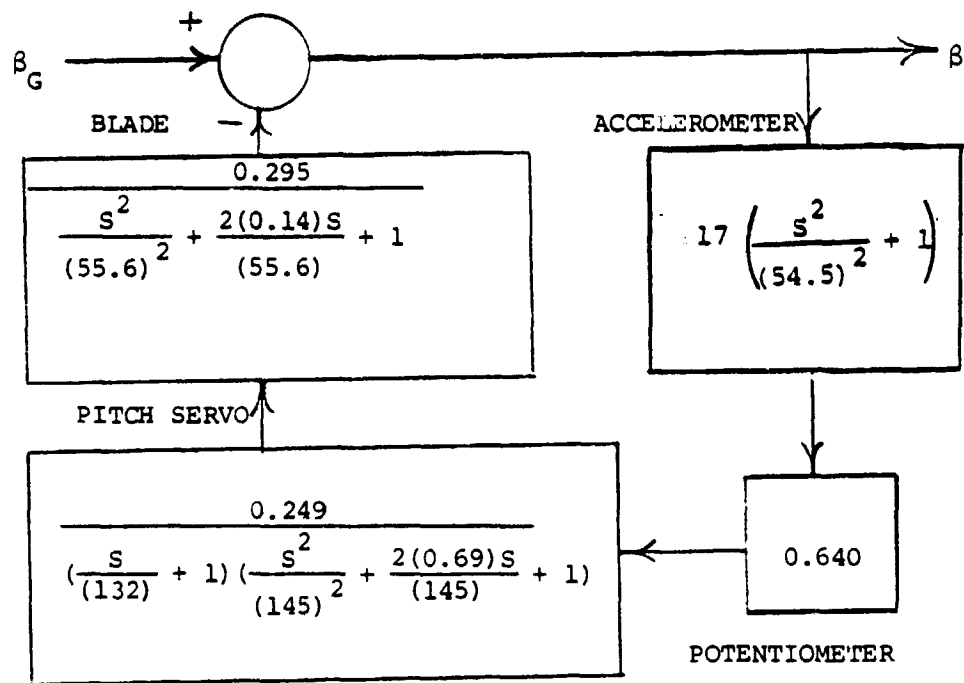 +
β_G
β
BLADE
−
ACCELEROMETER
0.295
S^2/(55.6)^2 + 2(0.14)S/(55.6) + 1
17 (S^2/(54.5)^2 + 1)
PITCH SERVO
0.249
(S/(132) + 1) (S^2/(145)^2 + 2(0.69)S/(145) + 1)
0.640
POTENTIOMETER